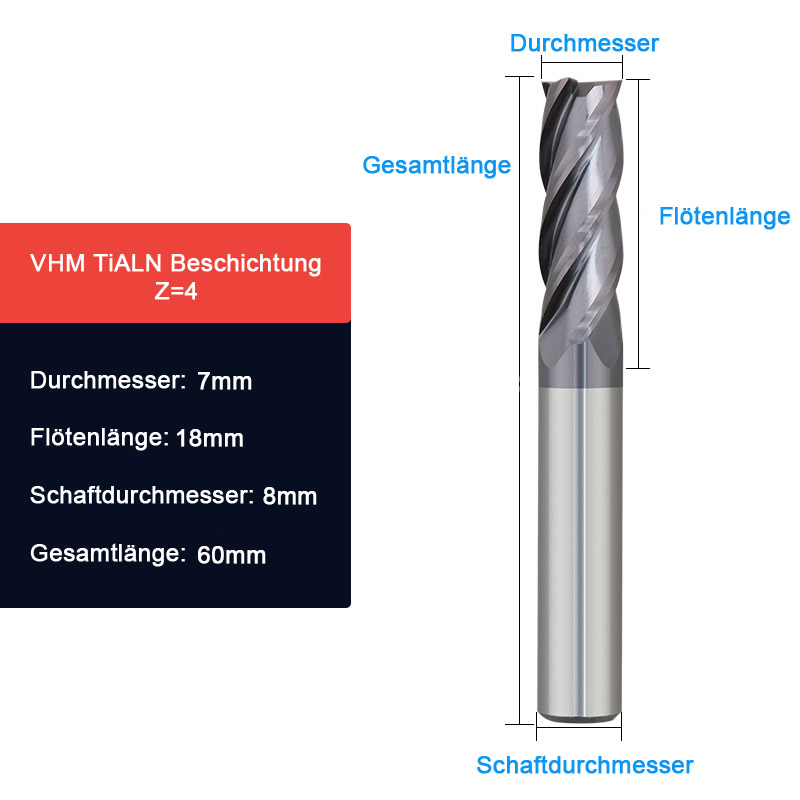 Durchmesser
Gesamtlänge
Flötenlänge
VHM TiALN Beschichtung
Z=4
Durchmesser: 7mm
Flötenlänge: 18mm
Schaftdurchmesser: 8mm
Gesamtlänge: 60mm
Schaftdurchmesser